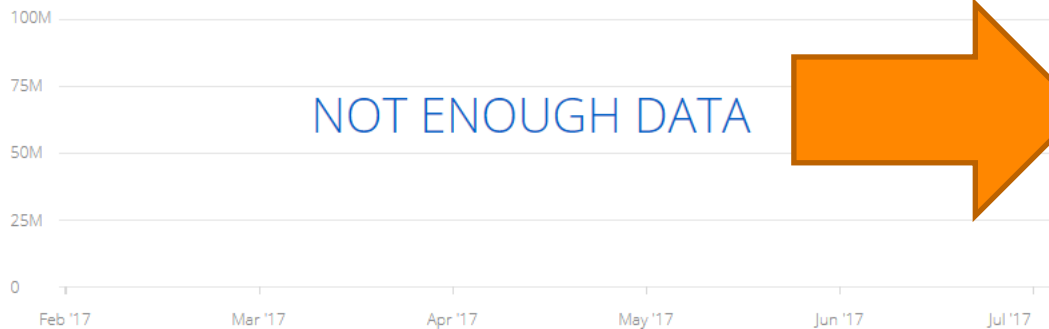 100M
75M
NOT ENOUGH DATA
50M
25M
0
Feb '17 Mar '17 Apr '17 May '17 Jun '17 Jul '17